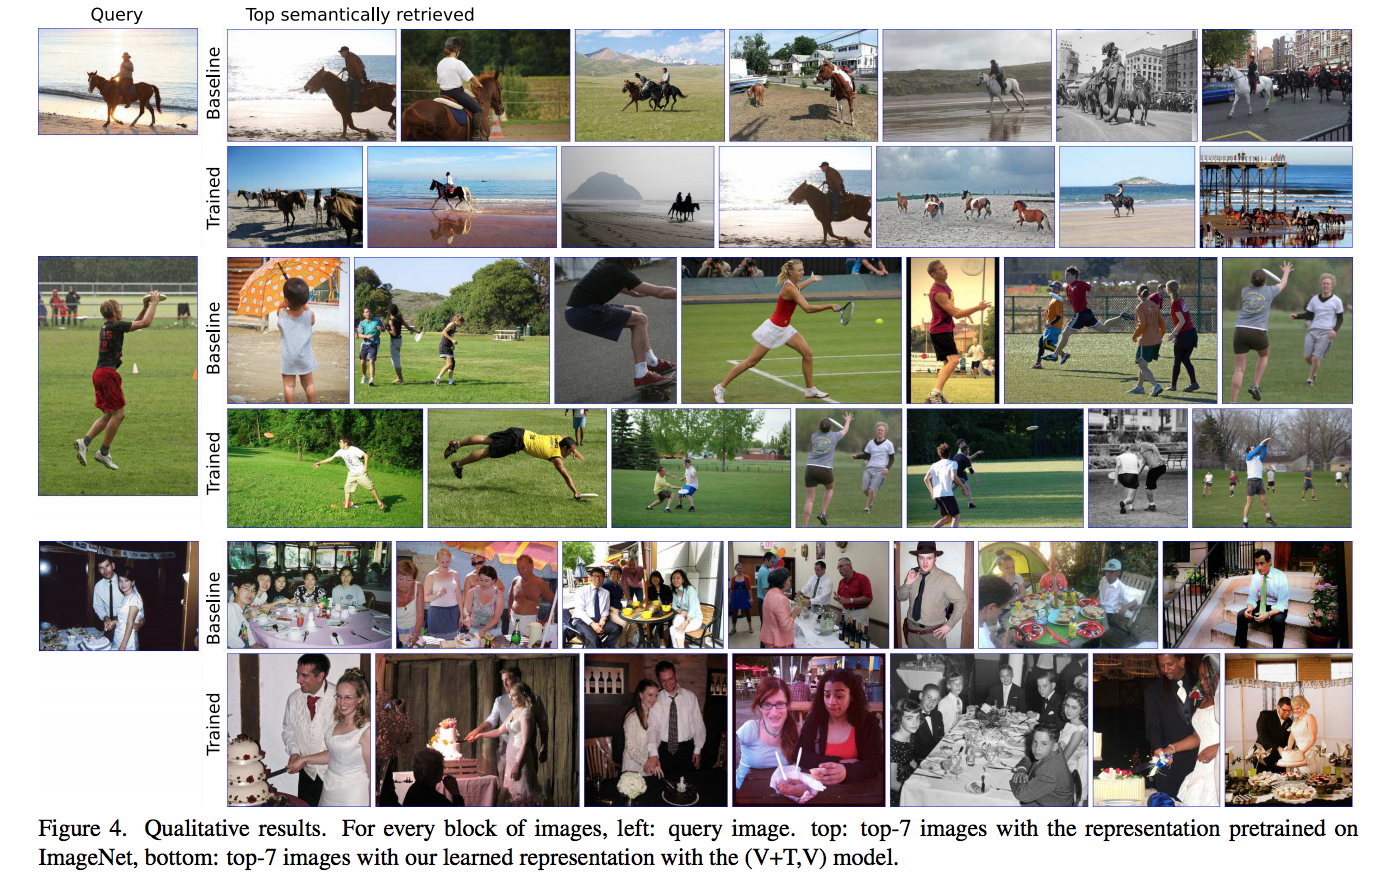 Query
Top semantically retrieved
Baseline
Trained
Baseline
Trained
Baseline
Trained
Figure 4. Qualitative results. For every block of images, left: query image. top: top-7 images with the representation pretrained on
ImageNet, bottom: top-7 images with our learned representation with the (V+T,V) model.